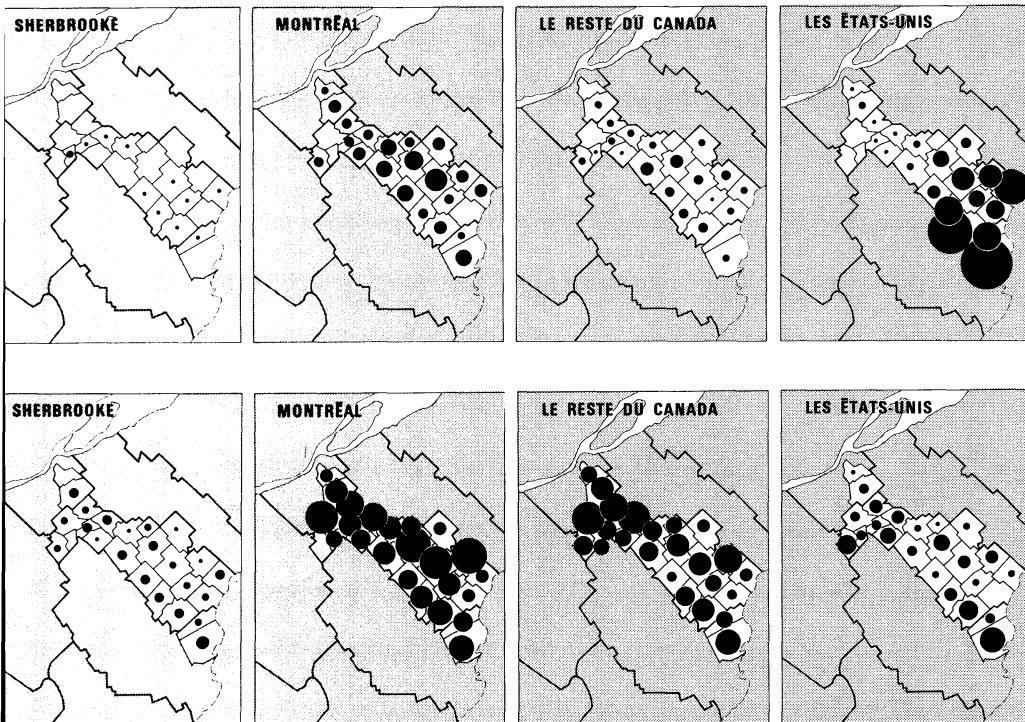 SHERBROOKE
MONTRÉAL
LE RESTE DU CANADA
LES ÉTATS-UNIS
SHERBROOKE
MONTRÉAL
LE RESTE DU CANADA
LES ÉTATS-UNIS